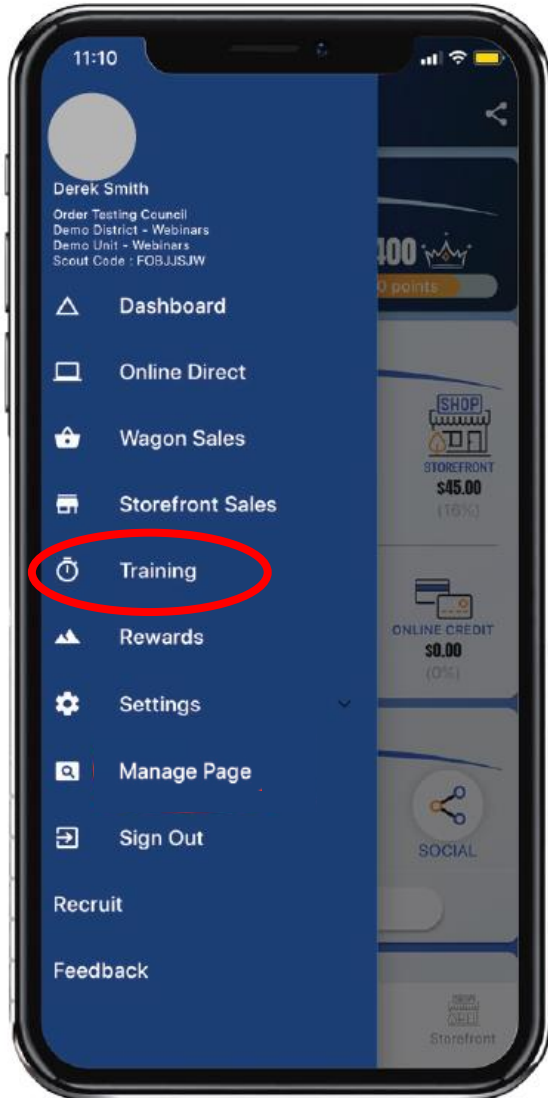 11:10
Derek Smith
Order Testing Council
Demo District - Webinars
Demo Unit - Webinars
Scout Code : FOBJJSJW
Dashboard
Online Direct
Wagon Sales
Storefront Sales
Training
Rewards
Settings
Manage Page
Sign Out
Recruit
Feedback
400
0 points
SHOP
STOREFRONT
$45.00
(16%)
ONLINE CREDIT
$0.00
(0%)
SOCIAL
SHOP
Storefront